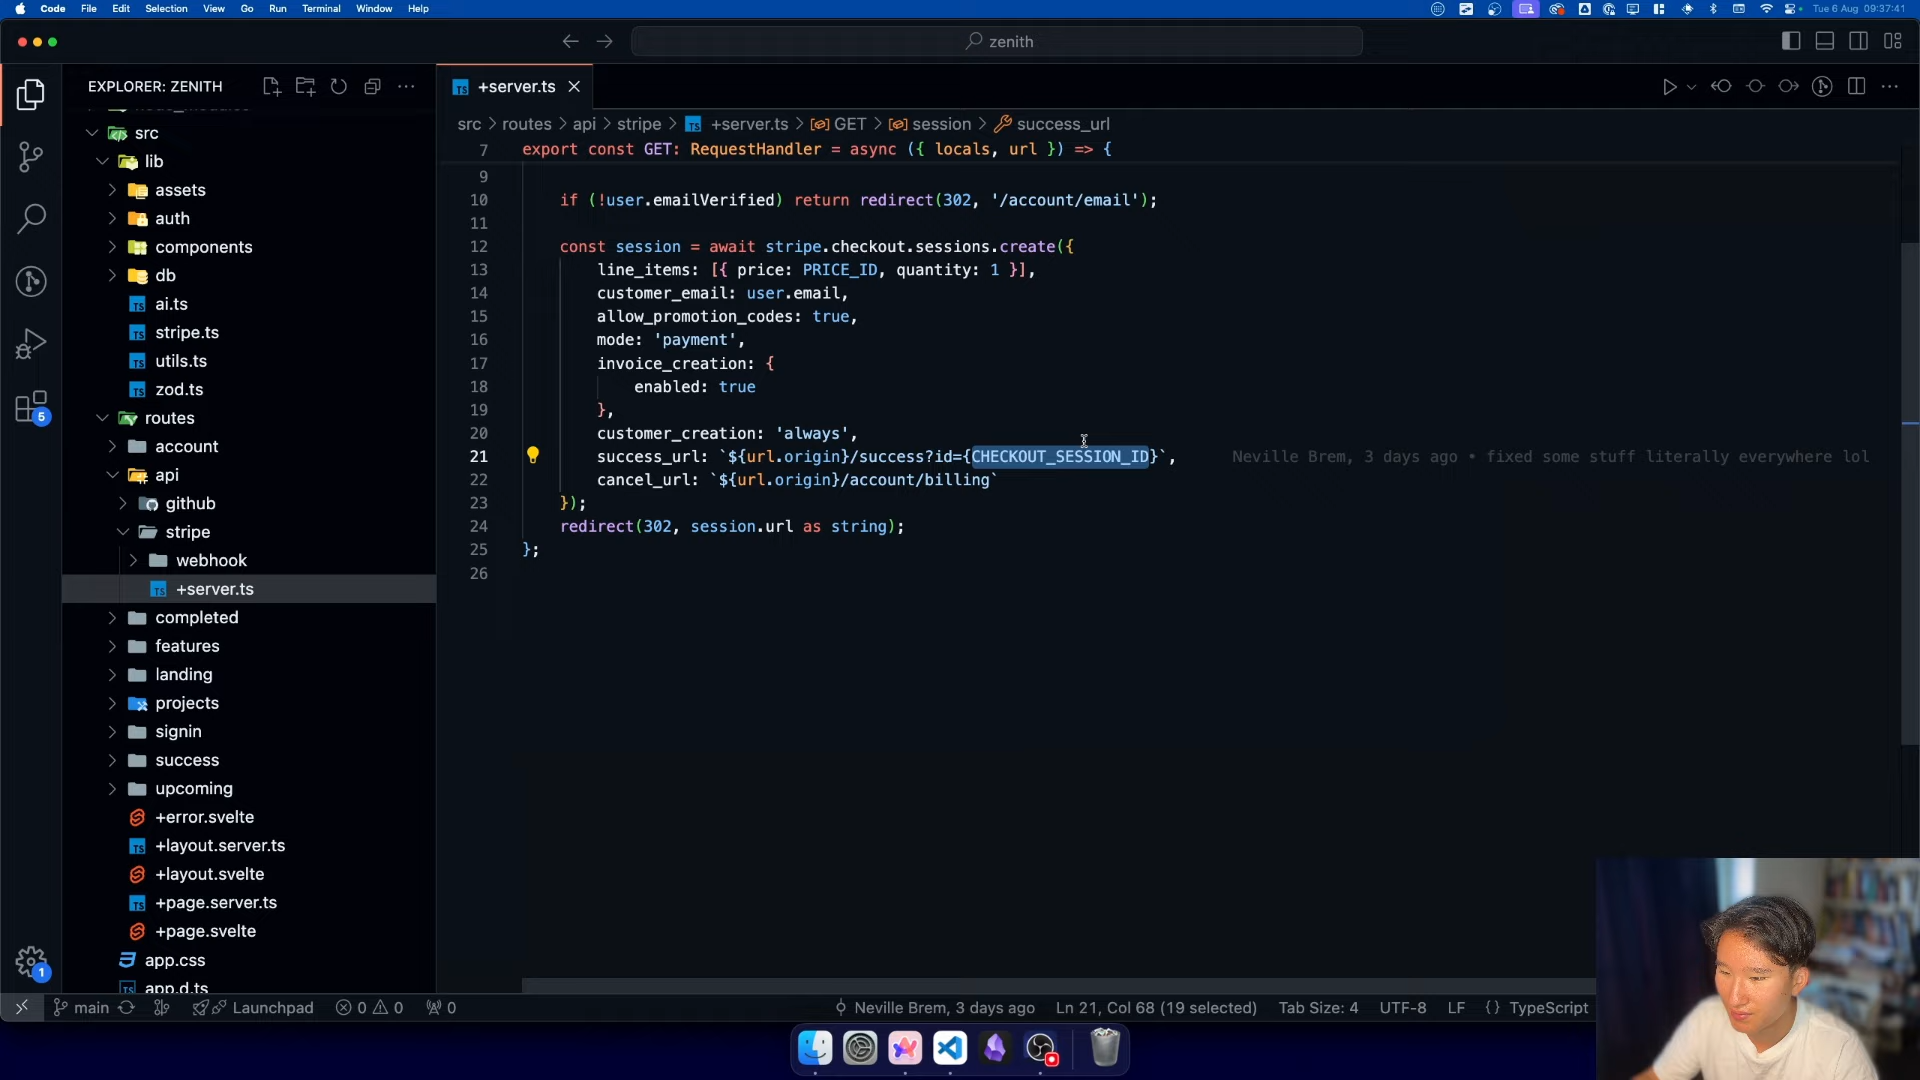 Code File Edit Selection View Go Run Terminal Window Help
Tue 6 Aug 09:37:41
zenith
EXPLORER: ZENITH
src
lib
assets
auth
components
db
ai.ts
stripe.ts
utils.ts
zod.ts
routes
account
api
github
stripe
webhook
+server.ts
completed
features
landing
projects
signin
success
upcoming
+error.svelte
+layout.server.ts
+layout.svelte
+page.server.ts
+page.svelte
app.css
app.d.ts
5
1
+server.ts
src > routes > api > stripe > TS +server.ts > GET > session > success_url
7 export const GET: RequestHandler = async ({ locals, url }) => {
9
10 if (!user.emailVerified) return redirect(302, '/account/email');
11
12 const session = await stripe.checkout.sessions.create({
13 line_items: [{ price: PRICE_ID, quantity: 1 }],
14 customer_email: user.email,
15 allow_promotion_codes: true,
16 mode: 'payment',
17 invoice_creation: {
18 enabled: true
19 },
20 customer_creation: 'always',
21 success_url: `${url.origin}/success?id={CHECKOUT_SESSION_ID}`, Neville Brem, 3 days ago • fixed some stuff literally everywhere lol
22 cancel_url: `${url.origin}/account/billing`
23 });
24 redirect(302, session.url as string);
25 };
26
main Launchpad 0 0 0 Neville Brem, 3 days ago Ln 21, Col 68 (19 selected) Tab Size: 4 UTF-8 LF {} TypeScript